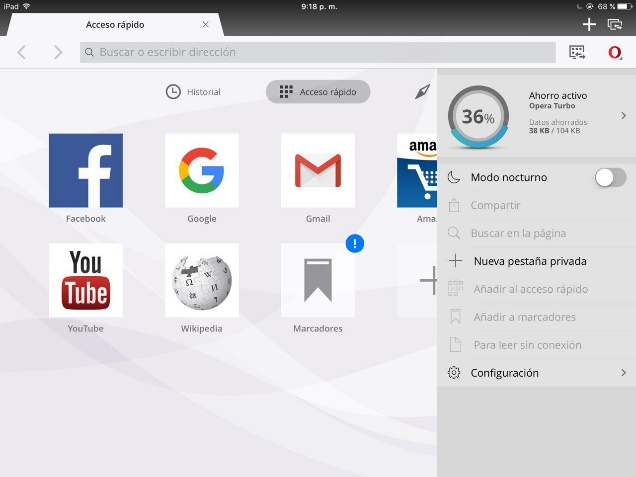 iPad
9:18 p. m.
68 %
Acceso rápido
Buscar o escribir dirección
Historial
Acceso rápido
36%
Ahorro activo
Opera Turbo
Datos ahorrados
38 KB / 104 KB
ama
Facebook
Google
Gmail
Ama
You
Tube
YouTube
Wikipedia
Marcadores
Modo nocturno
Compartir
Buscar en la página
Nueva pestaña privada
Añadir al acceso rápido
Añadir a marcadores
Para leer sin conexión
Configuración